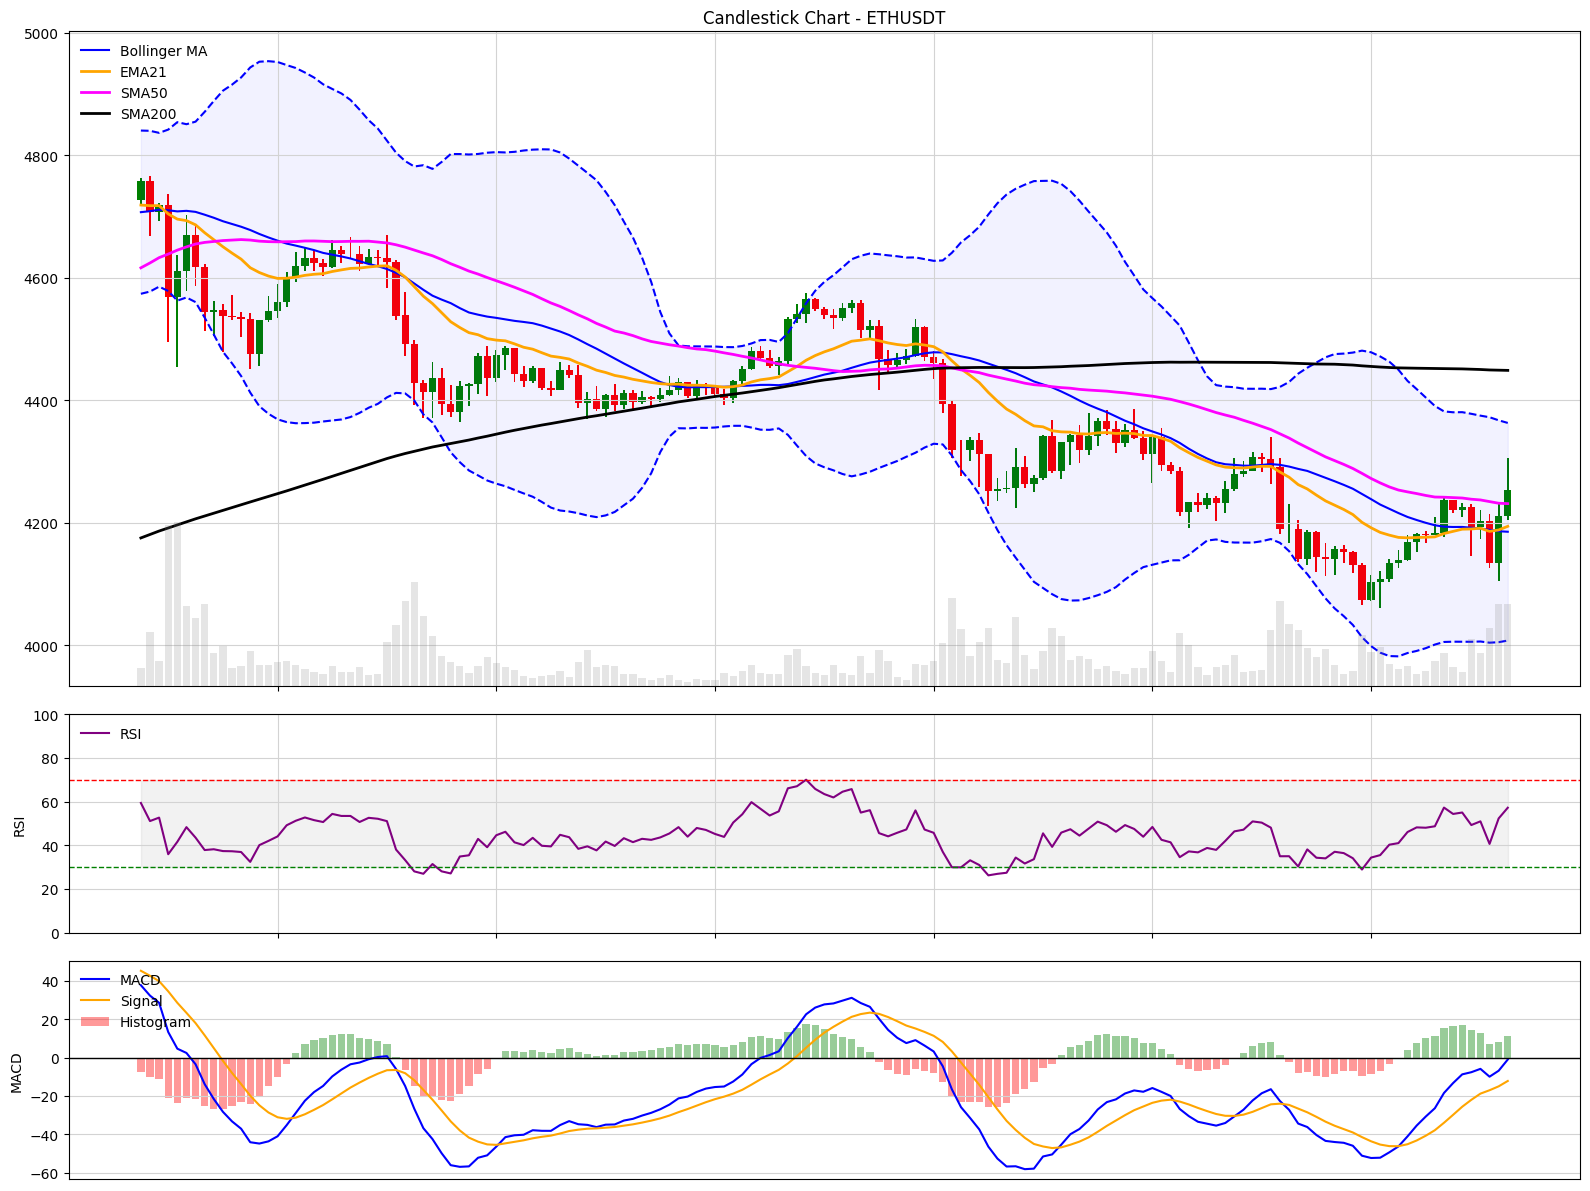 Candlestick Chart - ETHUSDT
5000
4800
4600
4400
4200
4000
Bollinger MA
EMA21
SMA50
SMA200
100
80
60
40
20
0
RSI
RSI
40
20
0
−20
−40
−60
MACD
MACD
Signal
Histogram